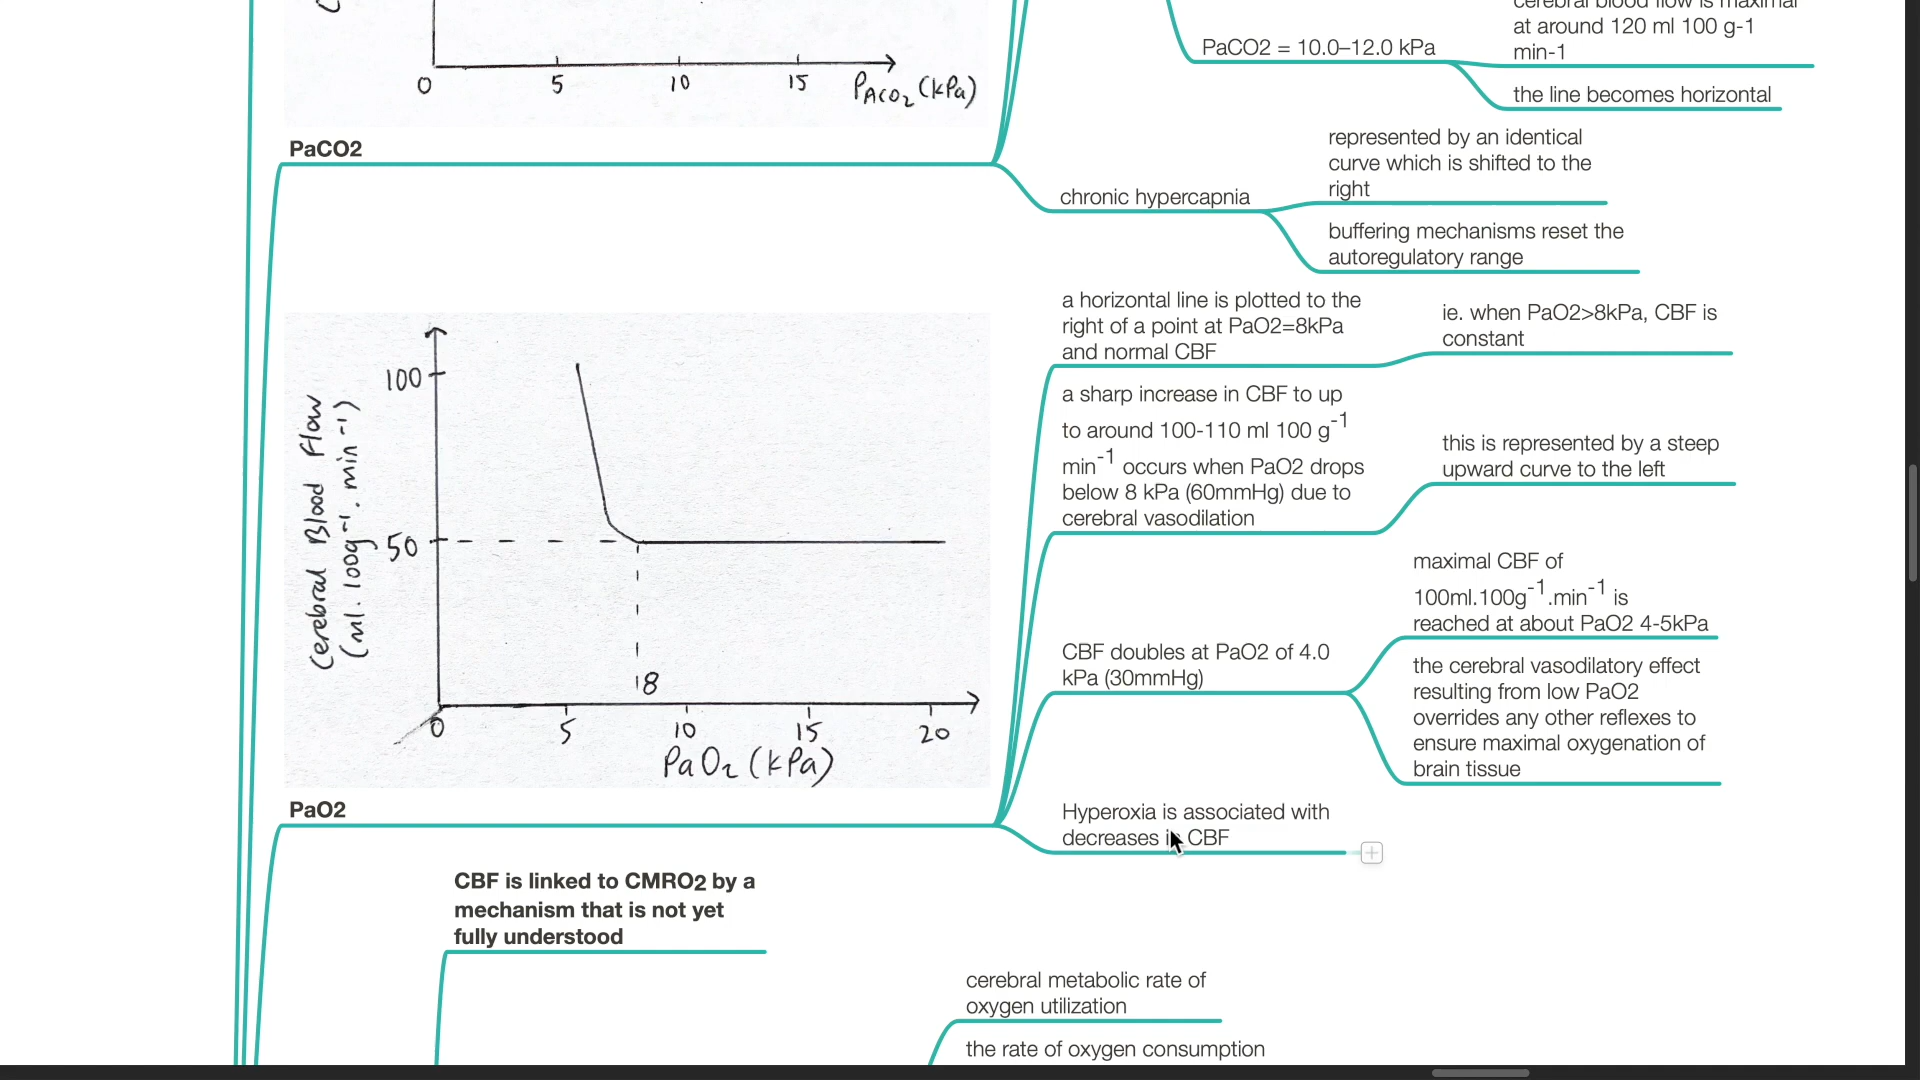 cerebral blood flow is maximal
at around 120 ml 100 g-1
min-1
PaCO2 = 10.0–12.0 kPa
the line becomes horizontal
0 5 10 15 PACO2 (kPa)
PaCO2
represented by an identical
curve which is shifted to the
right
chronic hypercapnia
buffering mechanisms reset the
autoregulatory range
a horizontal line is plotted to the
right of a point at PaO2=8kPa
and normal CBF
ie. when PaO2>8kPa, CBF is
constant
a sharp increase in CBF to up
to around 100-110 ml 100 g-1
min-1 occurs when PaO2 drops
below 8 kPa (60mmHg) due to
cerebral vasodilation
this is represented by a steep
upward curve to the left
Cerebral Blood Flow
(ml. 100g-1. min-1)
100
50
8
0 5 10 15 20
PaO2 (kPa)
PaO2
CBF doubles at PaO2 of 4.0
kPa (30mmHg)
maximal CBF of
100ml.100g-1.min-1 is
reached at about PaO2 4-5kPa
the cerebral vasodilatory effect
resulting from low PaO2
overrides any other reflexes to
ensure maximal oxygenation of
brain tissue
Hyperoxia is associated with
decreases in CBF
CBF is linked to CMRO2 by a
mechanism that is not yet
fully understood
cerebral metabolic rate of
oxygen utilization
the rate of oxygen consumption